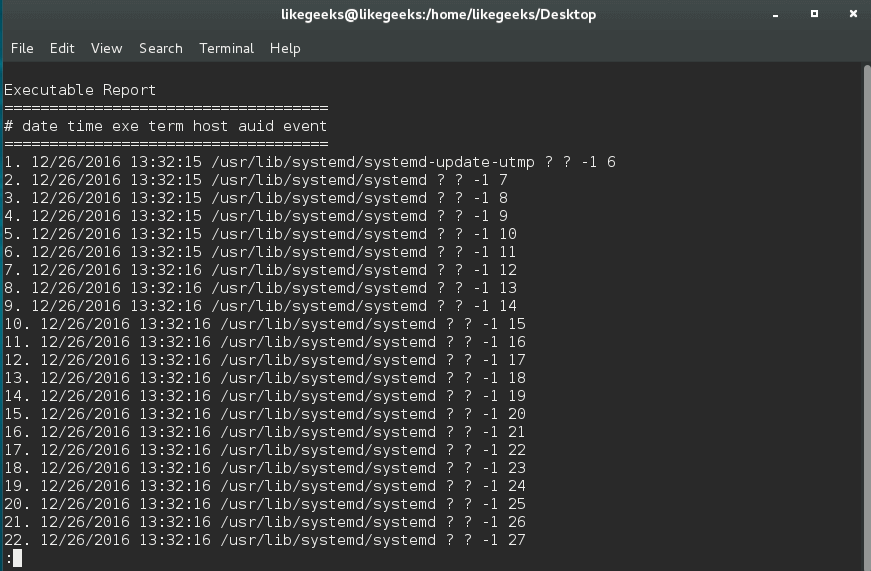 likegeeks@likegeeks:/home/likegeeks/Desktop
File Edit View Search Terminal Help
Executable Report
====================================
# date time exe term host auid event
====================================
1. 12/26/2016 13:32:15 /usr/lib/systemd/systemd-update-utmp ? ? -1 6
2. 12/26/2016 13:32:15 /usr/lib/systemd/systemd ? ? -1 7
3. 12/26/2016 13:32:15 /usr/lib/systemd/systemd ? ? -1 8
4. 12/26/2016 13:32:15 /usr/lib/systemd/systemd ? ? -1 9
5. 12/26/2016 13:32:15 /usr/lib/systemd/systemd ? ? -1 10
6. 12/26/2016 13:32:15 /usr/lib/systemd/systemd ? ? -1 11
7. 12/26/2016 13:32:16 /usr/lib/systemd/systemd ? ? -1 12
8. 12/26/2016 13:32:16 /usr/lib/systemd/systemd ? ? -1 13
9. 12/26/2016 13:32:16 /usr/lib/systemd/systemd ? ? -1 14
10. 12/26/2016 13:32:16 /usr/lib/systemd/systemd ? ? -1 15
11. 12/26/2016 13:32:16 /usr/lib/systemd/systemd ? ? -1 16
12. 12/26/2016 13:32:16 /usr/lib/systemd/systemd ? ? -1 17
13. 12/26/2016 13:32:16 /usr/lib/systemd/systemd ? ? -1 18
14. 12/26/2016 13:32:16 /usr/lib/systemd/systemd ? ? -1 19
15. 12/26/2016 13:32:16 /usr/lib/systemd/systemd ? ? -1 20
16. 12/26/2016 13:32:16 /usr/lib/systemd/systemd ? ? -1 21
17. 12/26/2016 13:32:16 /usr/lib/systemd/systemd ? ? -1 22
18. 12/26/2016 13:32:16 /usr/lib/systemd/systemd ? ? -1 23
19. 12/26/2016 13:32:16 /usr/lib/systemd/systemd ? ? -1 24
20. 12/26/2016 13:32:16 /usr/lib/systemd/systemd ? ? -1 25
21. 12/26/2016 13:32:16 /usr/lib/systemd/systemd ? ? -1 26
22. 12/26/2016 13:32:16 /usr/lib/systemd/systemd ? ? -1 27
: